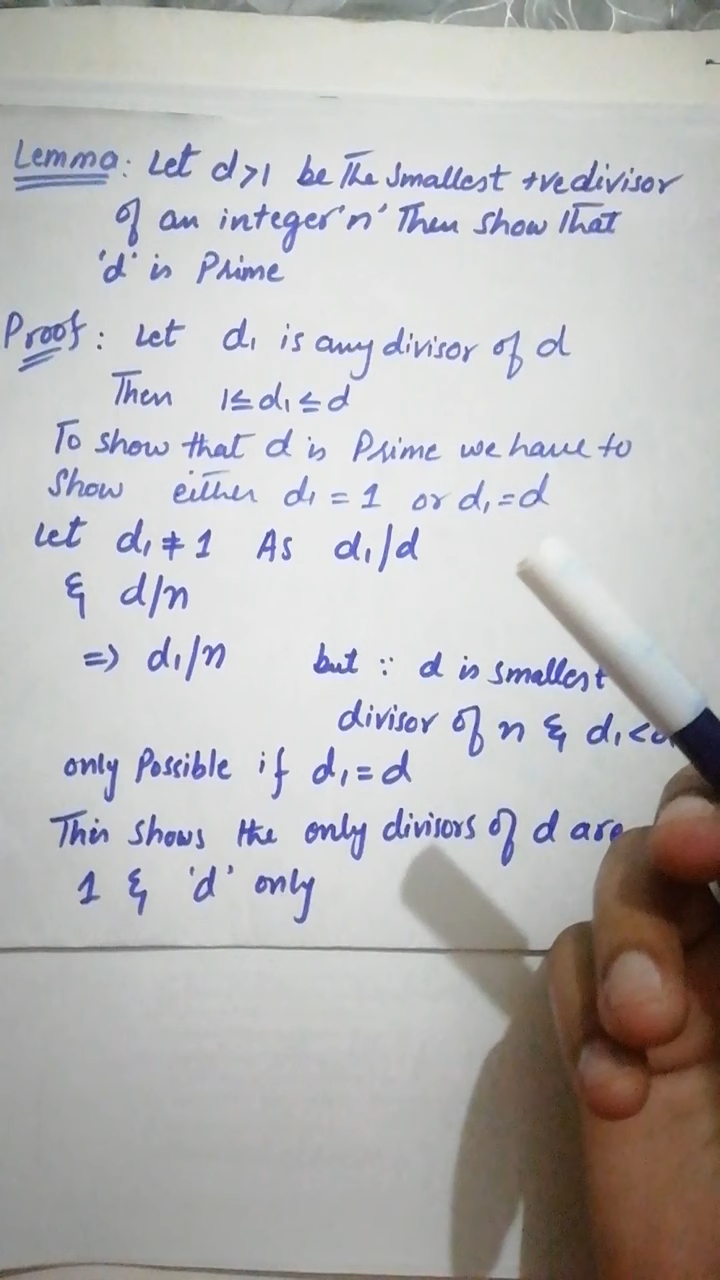 Lemma: Let d>1 be The Smallest +ve divisor
of an integer 'n' Then Show That
'd' is Prime
Proof: Let d₁ is any divisor of d
Then 1≤d₁≤d
To show that d is Prime we have to
Show either d₁ = 1 or d₁=d
Let d₁ ≠ 1 As d₁/d
& d/n
=> d₁/n but ∵ d is smallest
divisor of n & d₁<
only Possible if d₁=d
This shows the only divisors of d are
1 & 'd' only